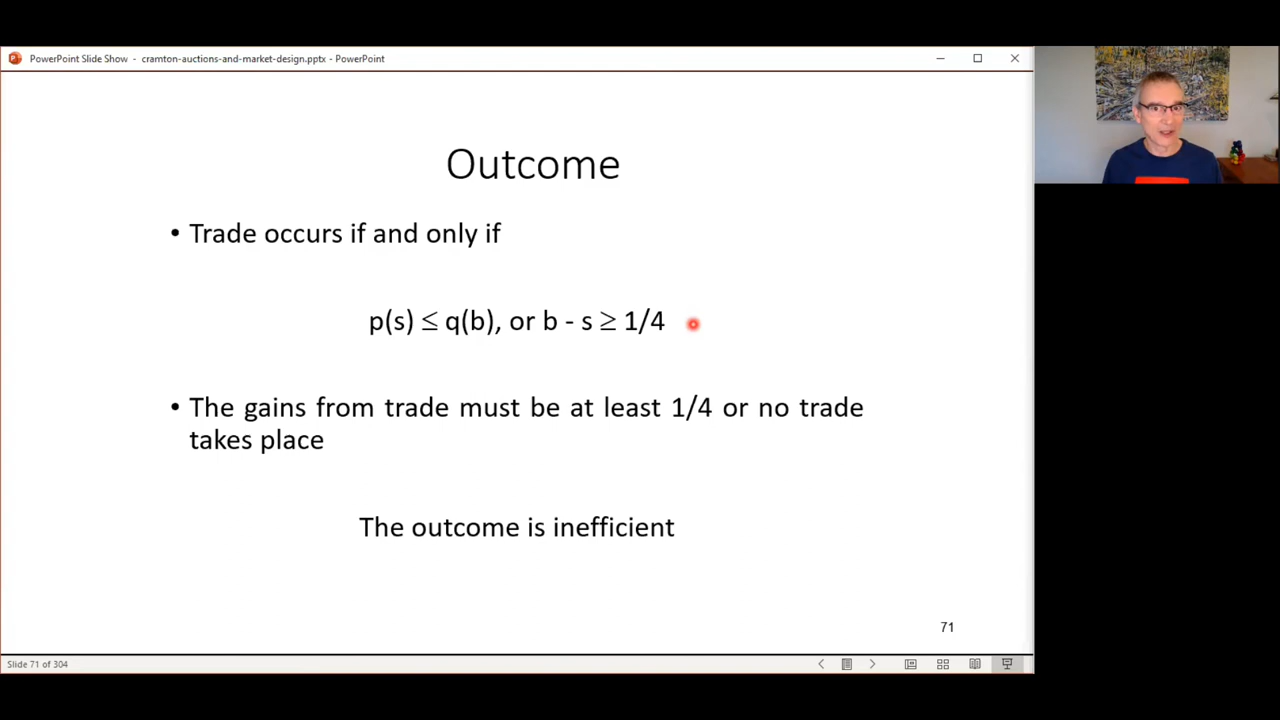 PowerPoint Slide Show - cramton-auctions-and-market-design.pptx - PowerPoint
Outcome
• Trade occurs if and only if
p(s) ≤ q(b), or b - s ≥ 1/4
• The gains from trade must be at least 1/4 or no trade
takes place
The outcome is inefficient
71
Slide 71 of 304